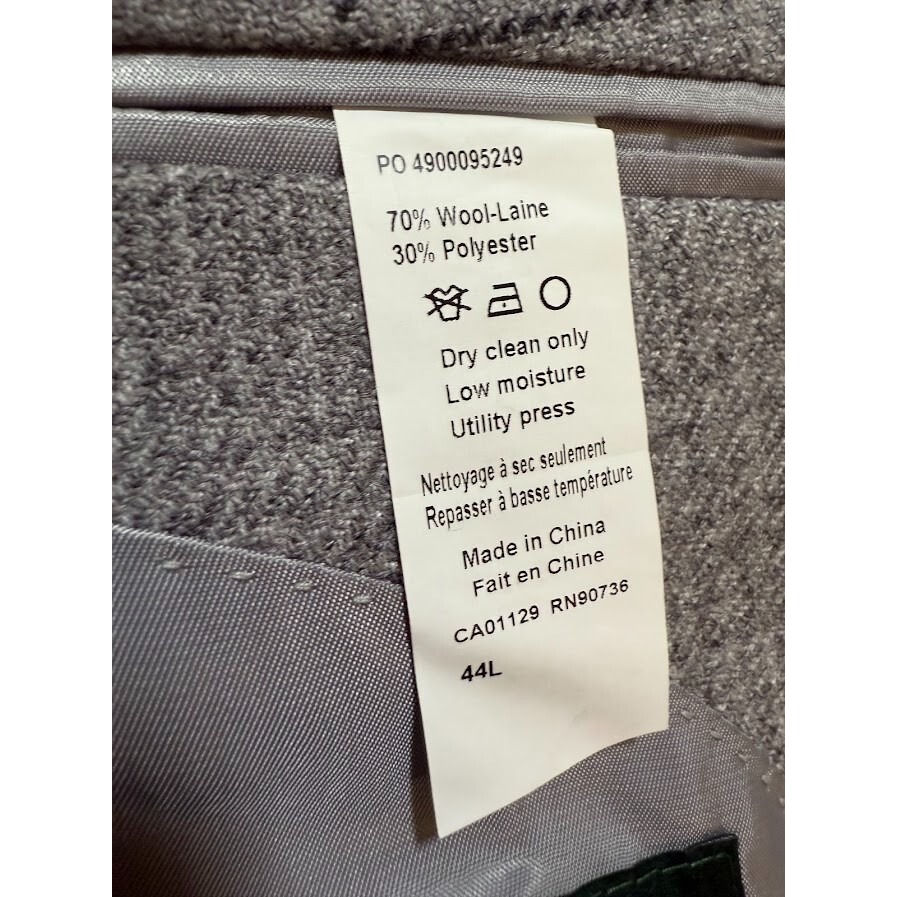 PO 4900095249
70% Wool-Laine
30% Polyester
Dry clean only
Low moisture
Utility press
Nettoyage à sec seulement
Repasser à basse température
Made in China
Fait en Chine
CA01129 RN90736
44L